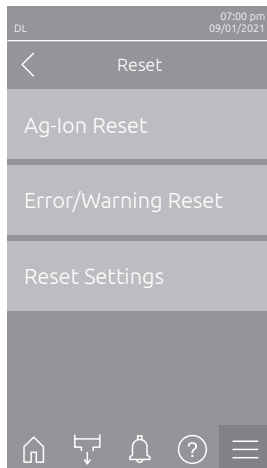 07:00 pm
DL 09/01/2021
Reset
Ag-Ion Reset
Error/Warning Reset
Reset Settings
?